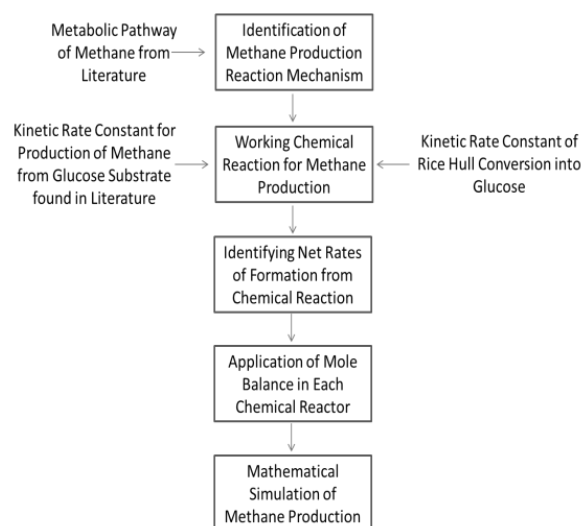 Metabolic Pathway
of Methane from
Literature
Identification of
Methane Production
Reaction Mechanism
Kinetic Rate Constant for
Production of Methane
from Glucose Substrate
found in Literature
Working Chemical
Reaction for Methane
Production
Kinetic Rate Constant of
Rice Hull Conversion into
Glucose
Identifying Net Rates
of Formation from
Chemical Reaction
Application of Mole
Balance in Each
Chemical Reactor
Mathematical
Simulation of
Methane Production